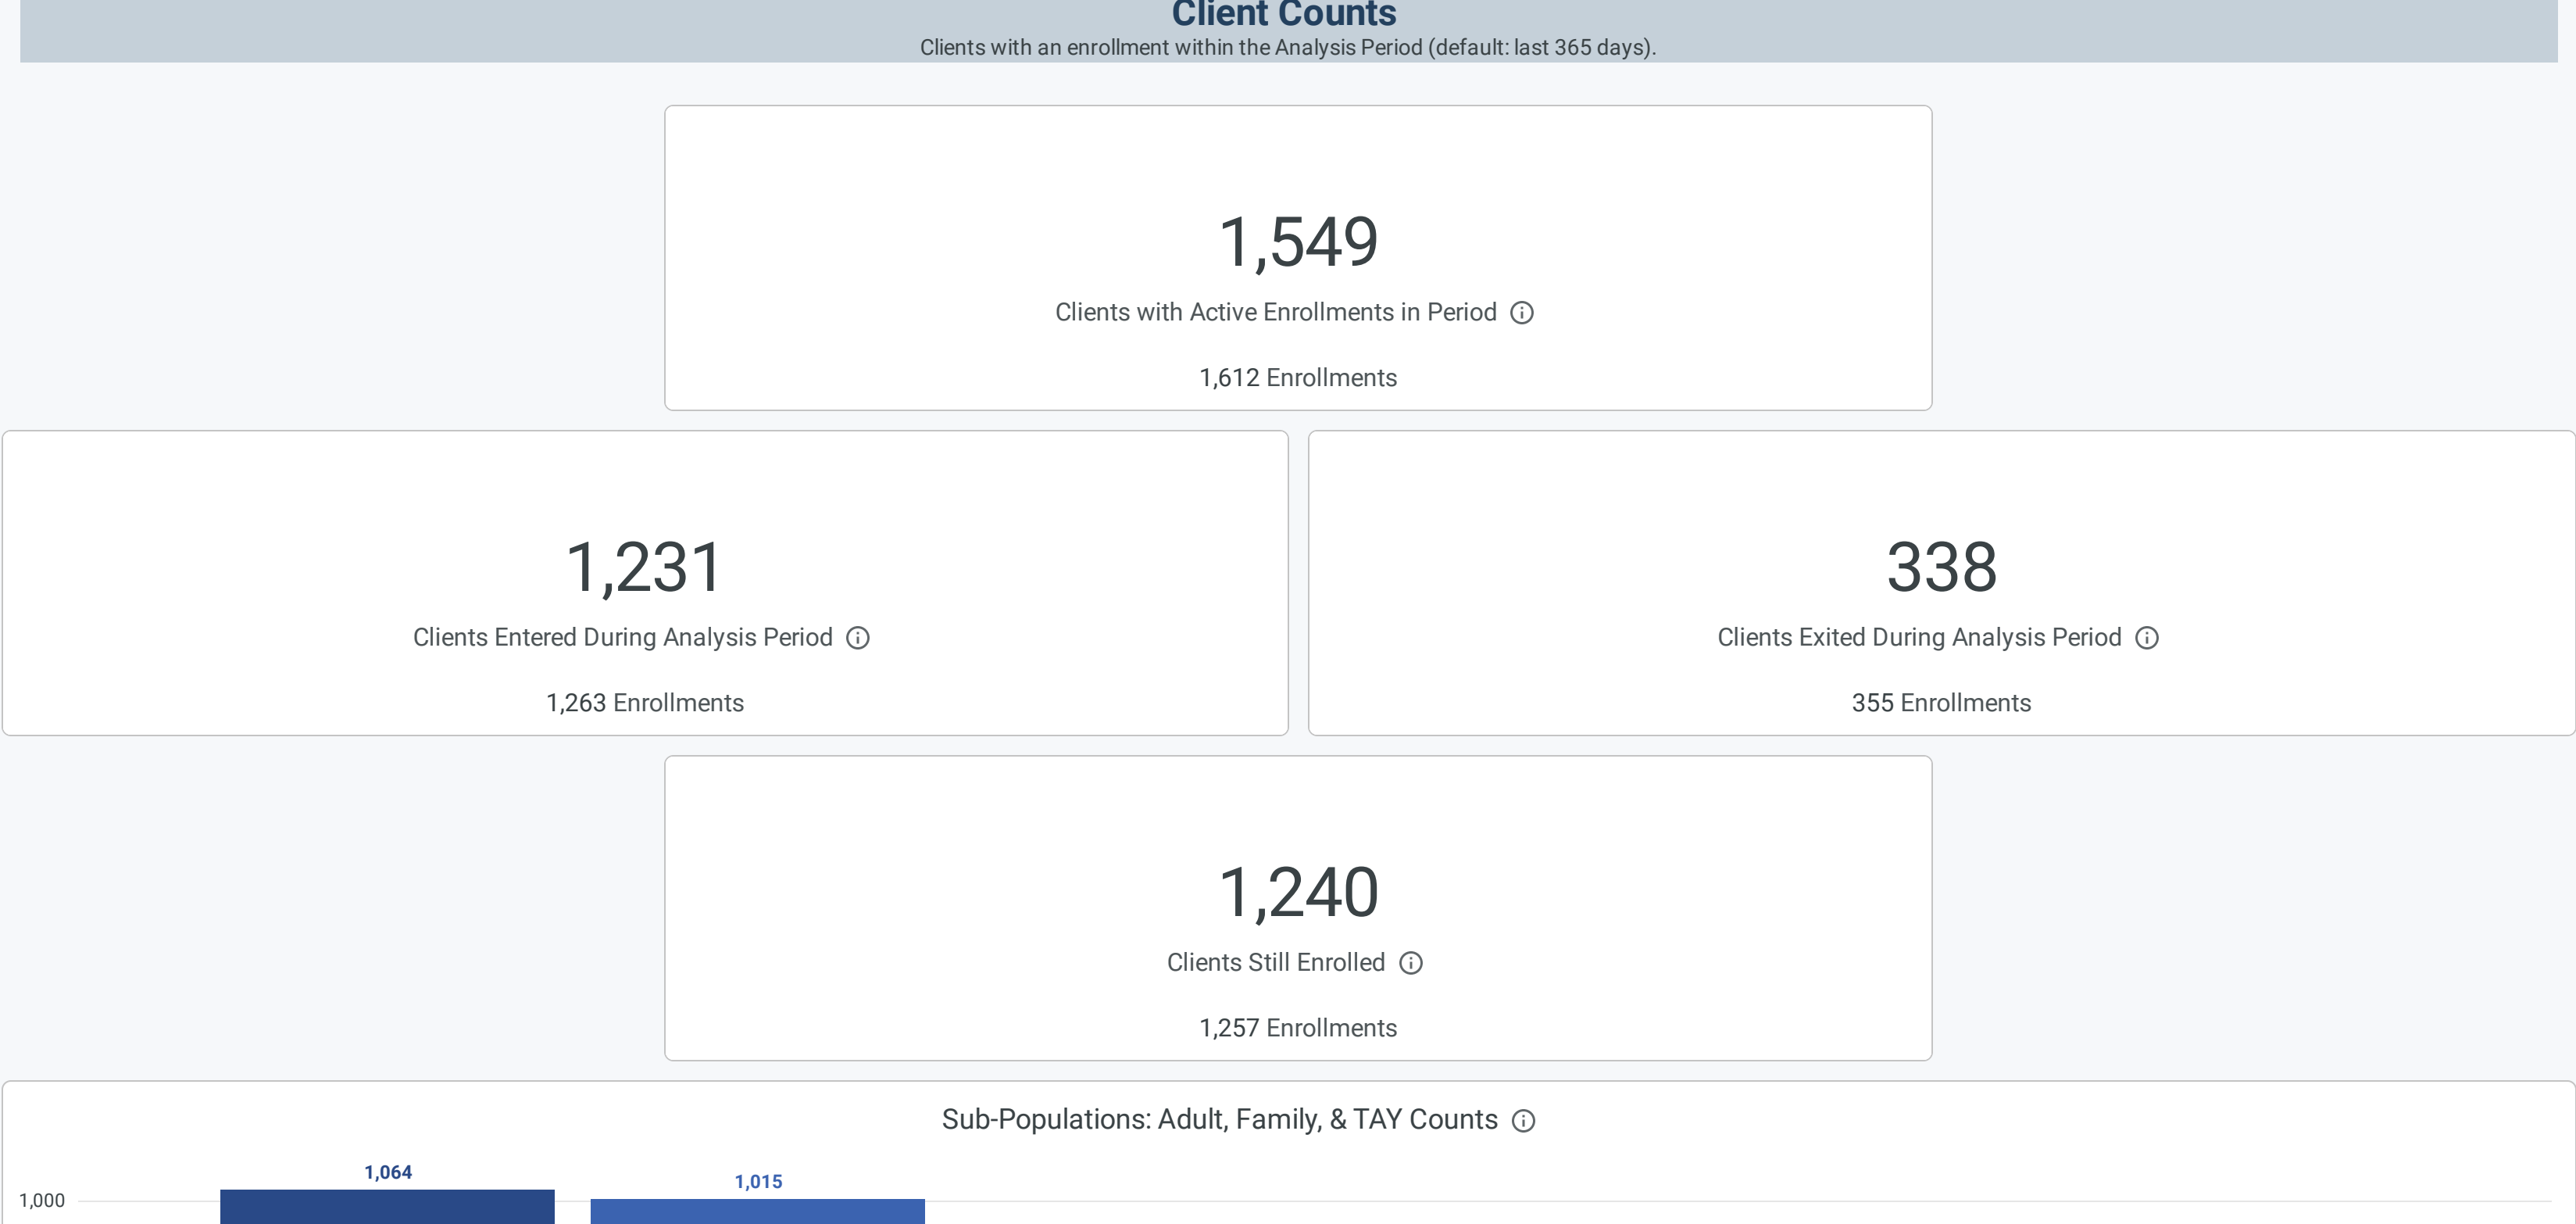 Client Counts
Clients with an enrollment within the Analysis Period (default: last 365 days).
1,549
Clients with Active Enrollments in Period
1,612 Enrollments
1,231
Clients Entered During Analysis Period
1,263 Enrollments
338
Clients Exited During Analysis Period
355 Enrollments
1,240
Clients Still Enrolled
1,257 Enrollments
Sub-Populations: Adult, Family, & TAY Counts
1,064
1,015
1,000